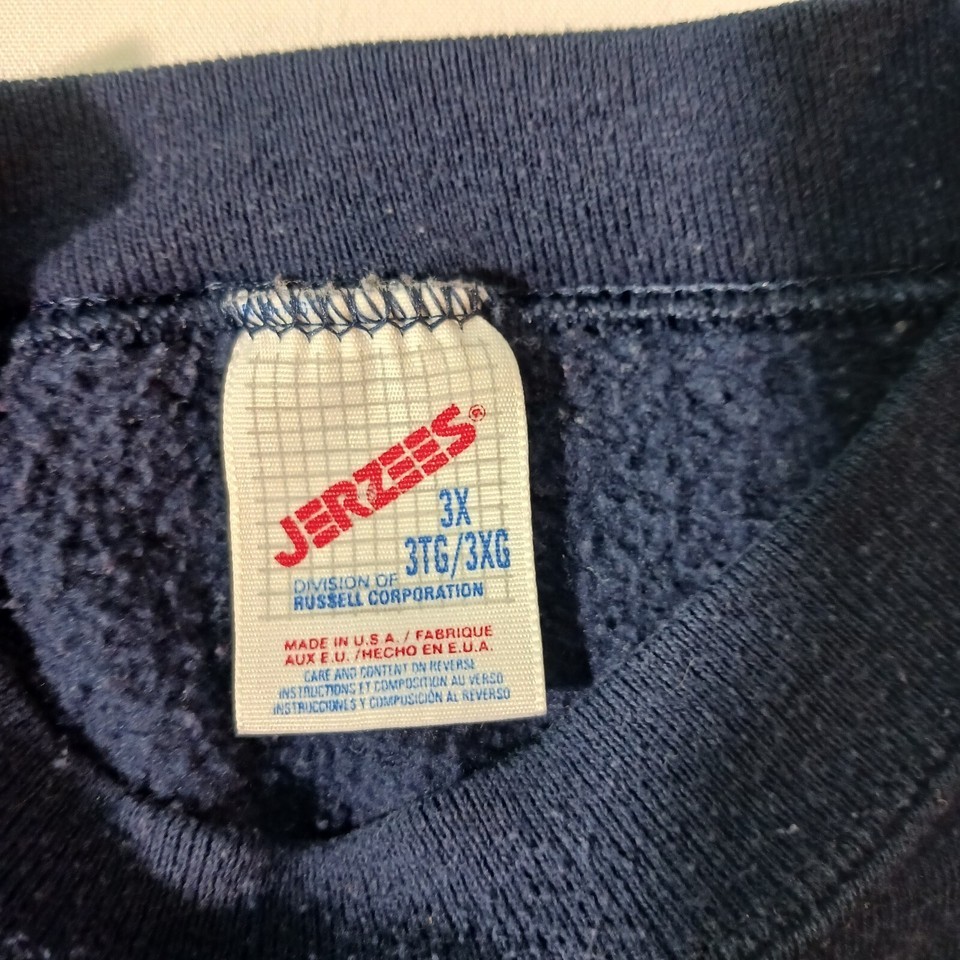 JERZEES®
3X
3TG/3XG
DIVISION OF
RUSSELL CORPORATION
MADE IN U.S.A. / FABRIQUE
AUX E.U. /HECHO EN E.U.A.
CARE AND CONTENT ON REVERSE
INSTRUCTIONS ET COMPOSITION AU VERSO
INSTRUCCIONES Y COMPOSICIÓN AL REVERSO